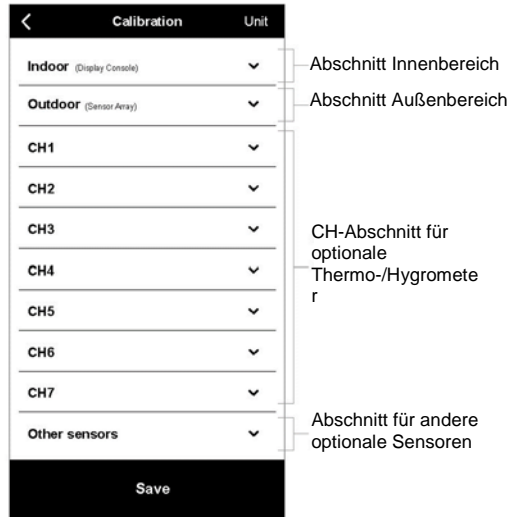 Calibration Unit
Indoor (Display Console)
Abschnitt Innenbereich
Outdoor (Sensor Array)
Abschnitt Außenbereich
CH1
CH2
CH3
CH4
CH5
CH6
CH7
CH-Abschnitt für
optionale
Thermo-/Hygromete
r
Other sensors
Abschnitt für andere
optionale Sensoren
Save